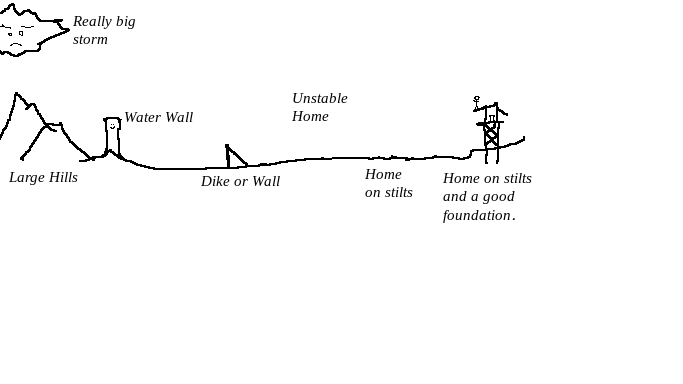 Really big
storm
Unstable
Home
Water Wall
Large Hills
Dike or Wall
Home
on stilts
Home on stilts
and a good
foundation.